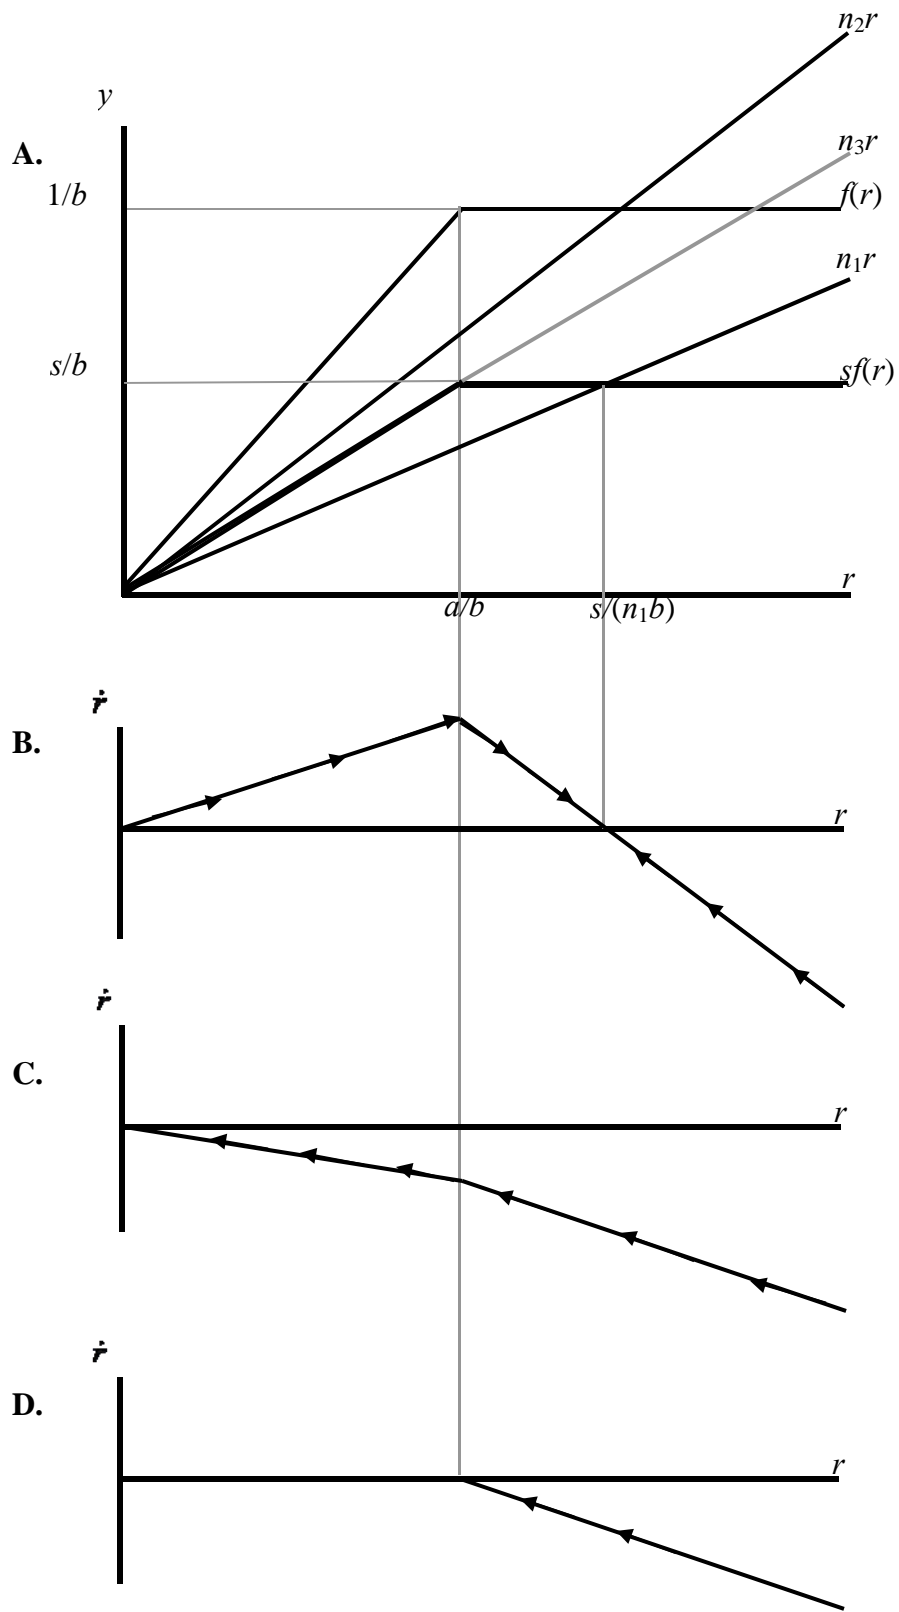 n₂r
y
n₃r
A.
1/b
f(r)
n₁r
s/b
sf(r)
r
a/b
s/(n₁b)
ṙ
B.
r
ṙ
C.
r
ṙ
D.
r